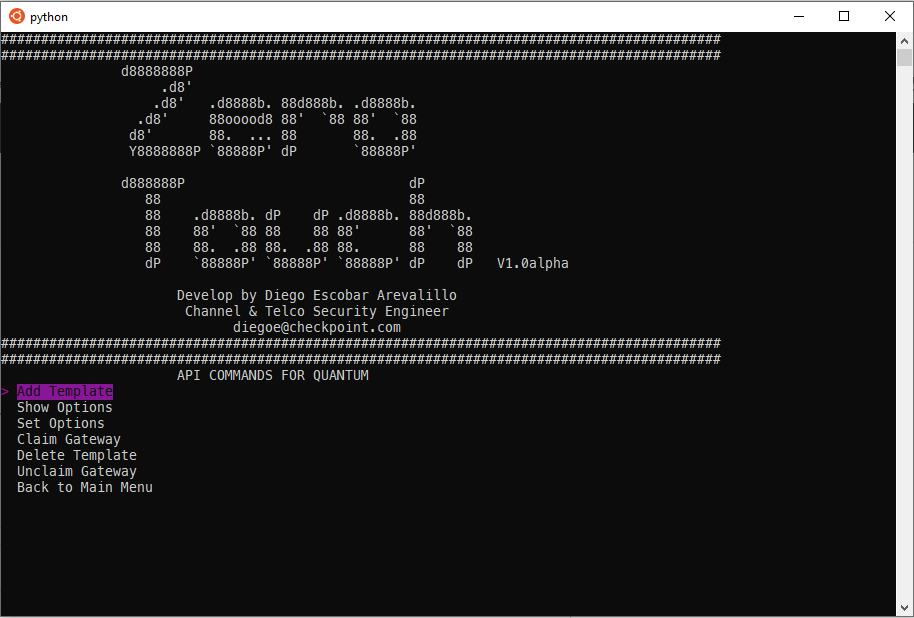 python
##########################################################################################
##########################################################################################
d8888888P
.d8'
.d8'   .d8888b. 88d888b. .d8888b.
.d8'     88ooood8 88'  `88 88'  `88
d8'       88.  ... 88       88.  .88
Y8888888P `88888P' dP       `88888P'
d888888P                            dP
88                               88
88    .d8888b. dP    dP .d8888b. 88d888b.
88    88'  `88 88    88 88'      88'  `88
88    88.  .88 88.  .88 88.      88    88
dP    `88888P' `88888P' `88888P' dP    dP   V1.0alpha
Develop by Diego Escobar Arevalillo
Channel & Telco Security Engineer
diegoe@checkpoint.com
##########################################################################################
##########################################################################################
API COMMANDS FOR QUANTUM
> Add Template
Show Options
Set Options
Claim Gateway
Delete Template
Unclaim Gateway
Back to Main Menu